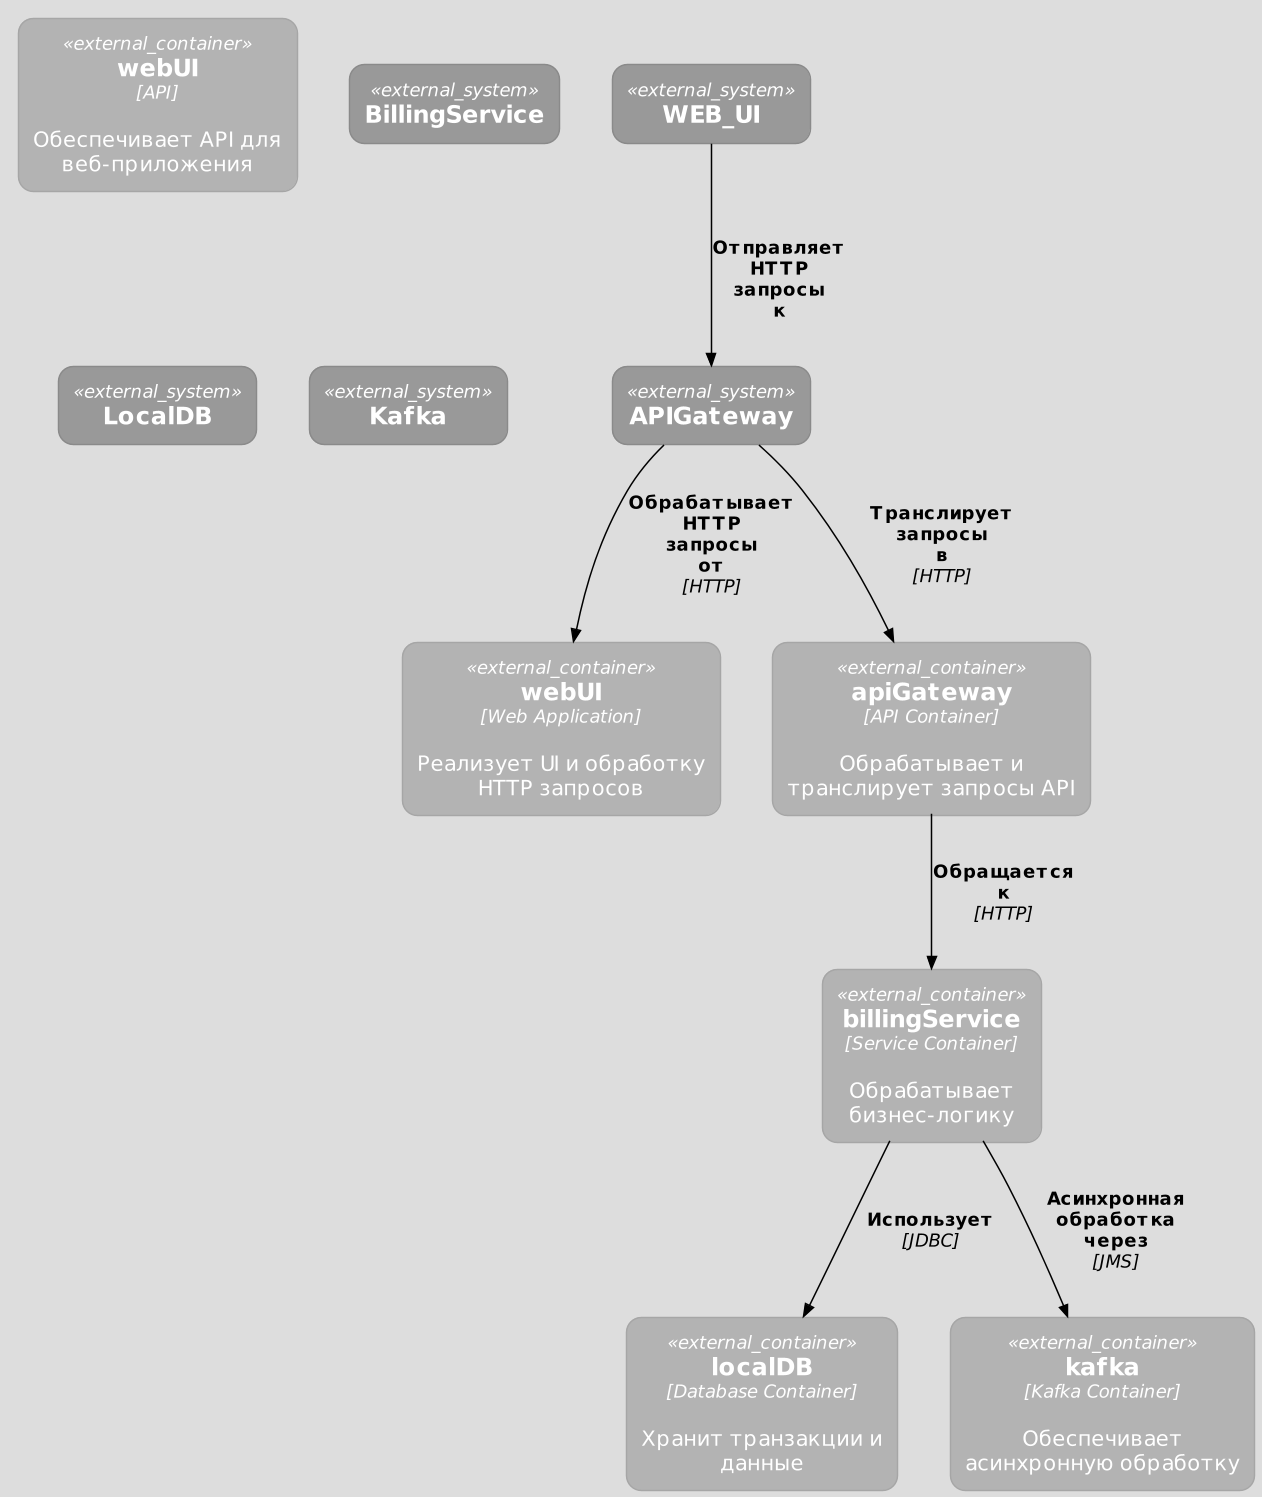 «external_container»
webUI
[API]
Обеспечивает API для
веб-приложения
«external_system»
BillingService
«external_system»
WEB_UI
Отправляет
HTTP
запросы
к
«external_system»
LocalDB
«external_system»
Kafka
«external_system»
APIGateway
Обрабатывает
HTTP
запросы
от
[HTTP]
Транслирует
запросы
в
[HTTP]
«external_container»
webUI
[Web Application]
Реализует UI и обработку
HTTP запросов
«external_container»
apiGateway
[API Container]
Обрабатывает и
транслирует запросы API
Обращается
к
[HTTP]
«external_container»
billingService
[Service Container]
Обрабатывает
бизнес-логику
Использует
[JDBC]
Асинхронная
обработка
через
[JMS]
«external_container»
localDB
[Database Container]
Хранит транзакции и
данные
«external_container»
kafka
[Kafka Container]
Обеспечивает
асинхронную обработку